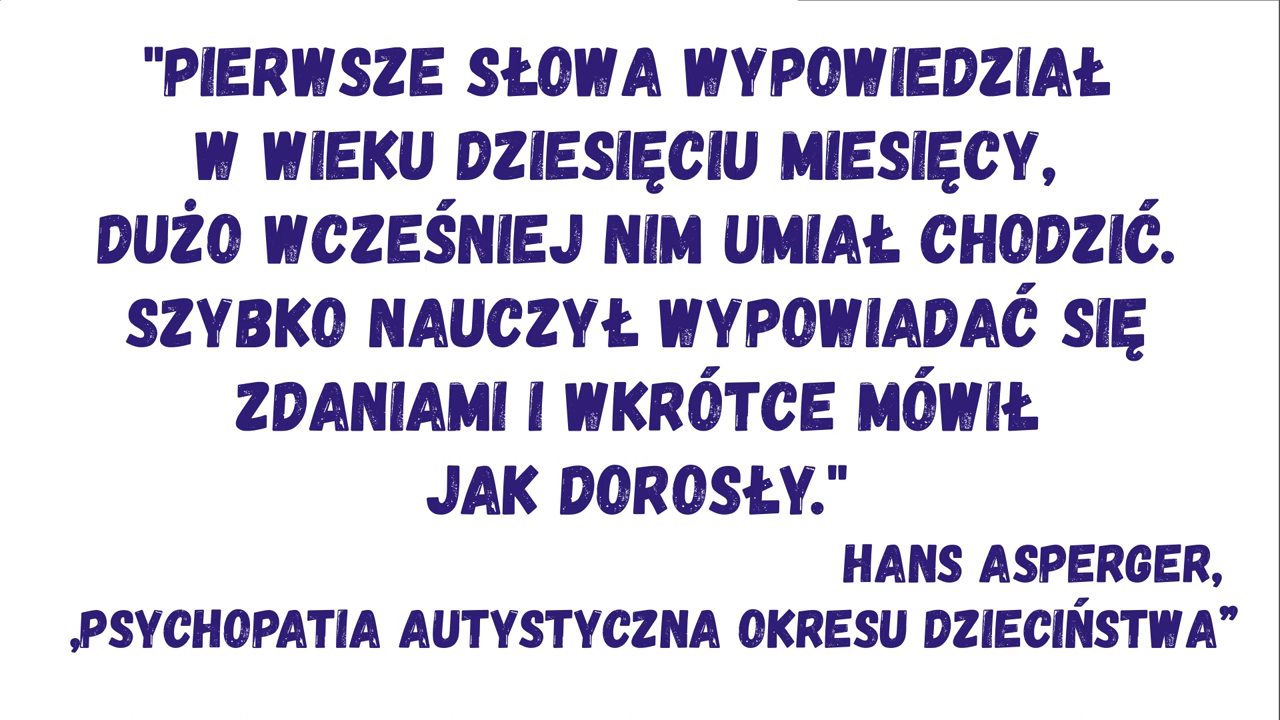 "PIERWSZE SŁOWA WYPOWIEDZIAŁ
W WIEKU DZIESIĘCIU MIESIĘCY,
DUŻO WCZEŚNIEJ NIM UMIAŁ CHODZIĆ.
SZYBKO NAUCZYŁ WYPOWIADAĆ SIĘ
ZDANIAMI I WKRÓTCE MÓWIŁ
JAK DOROSŁY."
HANS ASPERGER,
,PSYCHOPATIA AUTYSTYCZNA OKRESU DZIECIŃSTWA”